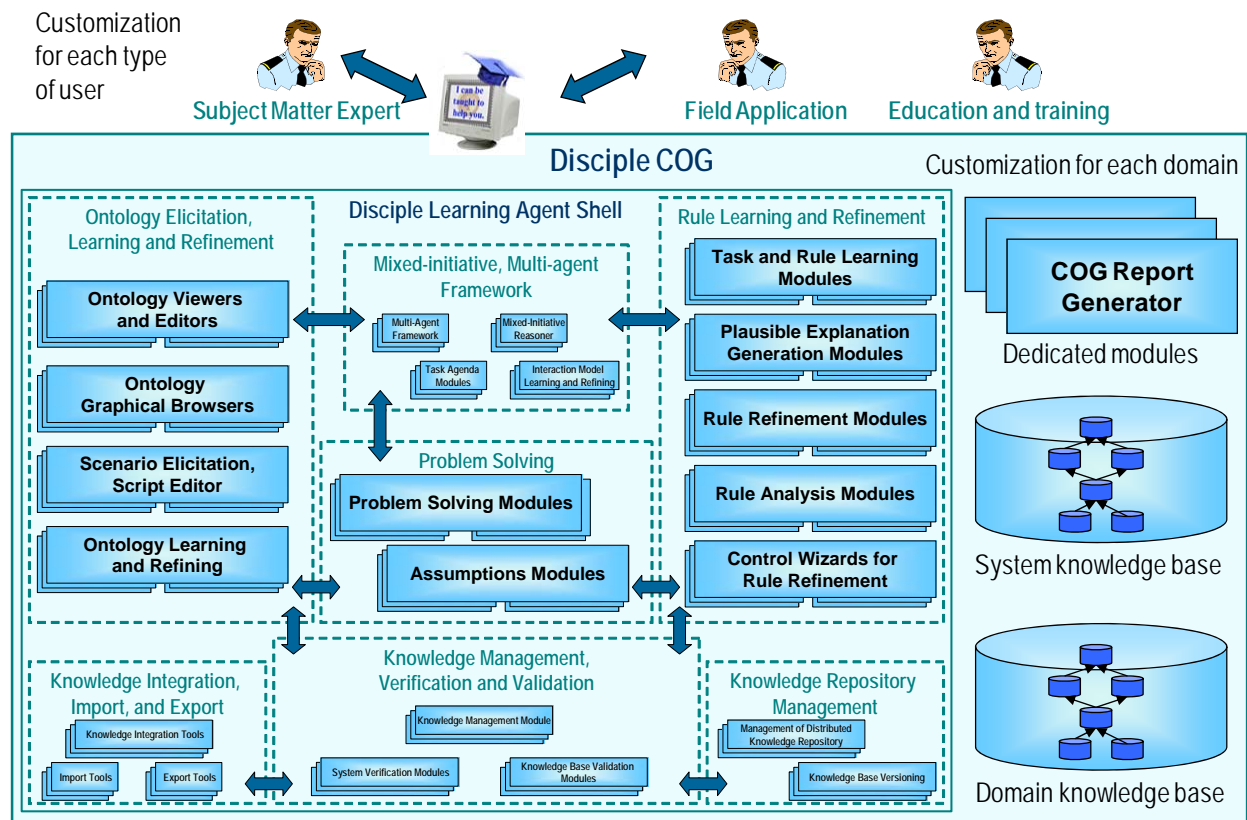 Customization
for each type
of user
I can be
taught to
help you.
Subject Matter Expert
Field Application
Education and training
Disciple COG
Customization for each domain
Ontology Elicitation,
Learning and Refinement
Disciple Learning Agent Shell
Rule Learning and Refinement
Mixed-initiative, Multi-agent
Framework
Ontology Viewers
and Editors
Ontology
Graphical Browsers
Scenario Elicitation,
Script Editor
Ontology Learning
and Refining
Multi-Agent
Framework
Mixed-Initiative
Reasoner
Task Agenda
Modules
Interaction Model
Learning and Refining
Problem Solving
Problem Solving Modules
Assumptions Modules
Task and Rule Learning
Modules
Plausible Explanation
Generation Modules
Rule Refinement Modules
Rule Analysis Modules
Control Wizards for
Rule Refinement
COG Report
Generator
Dedicated modules
System knowledge base
Domain knowledge base
Knowledge Integration,
Import, and Export
Knowledge Integration Tools
Import Tools
Export Tools
Knowledge Management,
Verification and Validation
Knowledge Management Module
System Verification Modules
Knowledge Base Validation
Modules
Knowledge Repository
Management
Management of Distributed
Knowledge Repository
Knowledge Base Versioning